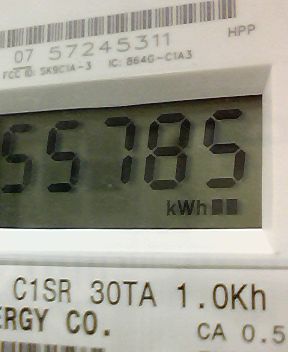 07 57245311
HPP
FCC ID: SK9C1A-3 IC: 864G-C1A3
55785
kWh
C1SR 30TA 1.0Kh
ERGY CO.
CA 0.5